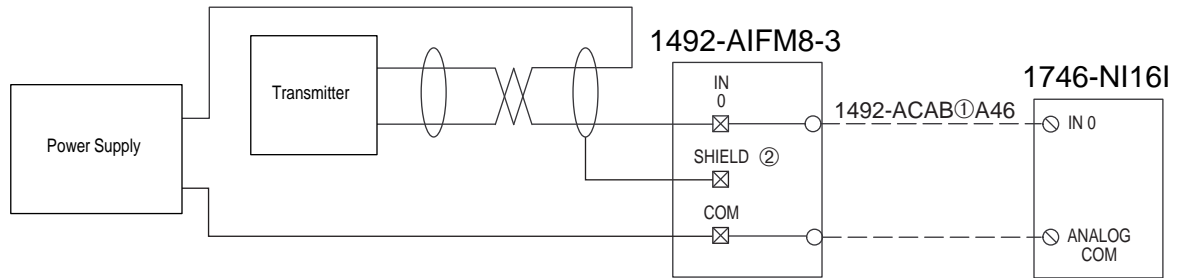 1492-AIFM8-3
1746-NI16I
Transmitter
Power Supply
IN
0
1492-ACAB①A46
IN 0
SHIELD ②
COM
ANALOG
COM